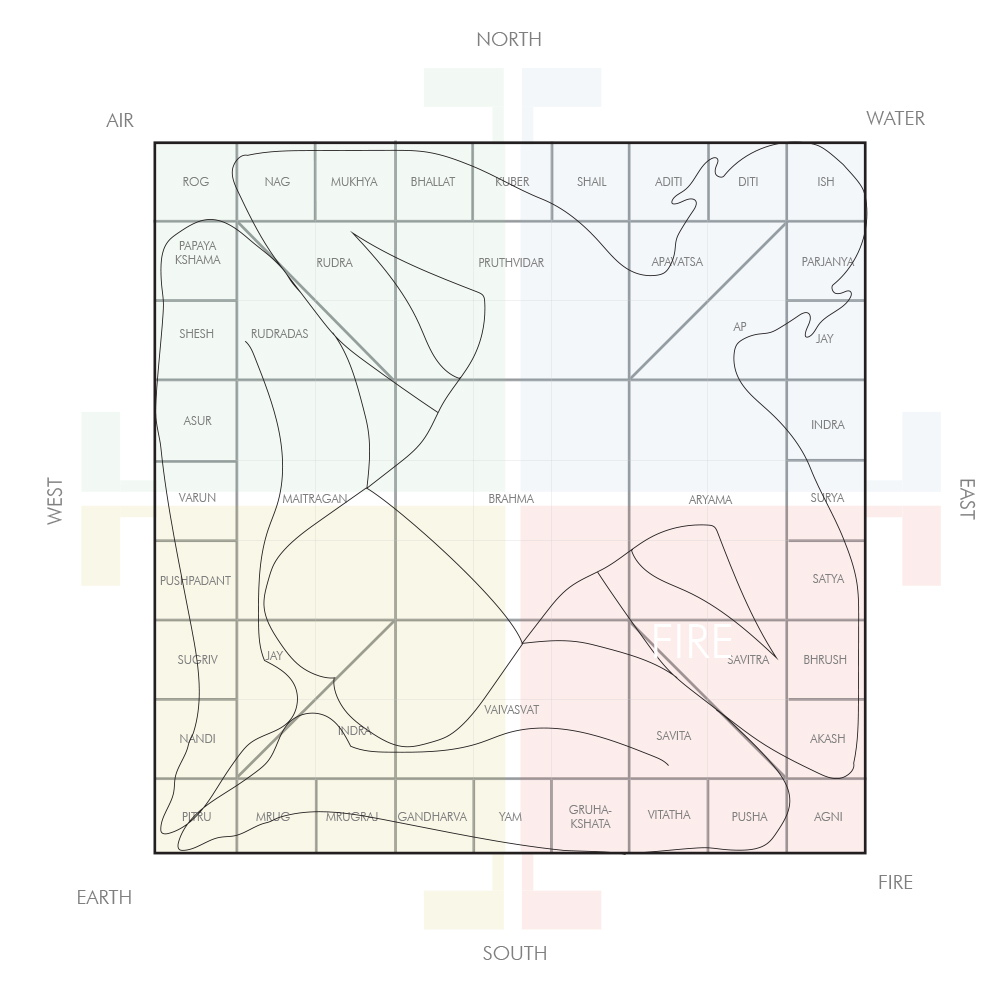 NORTH
AIR
WATER
ROG
NAG
MUKHYA
BHALLAT
KUBER
SHAIL
ADITI
DITI
ISH
PAPAYA
KSHAMA
RUDRA
PRUTHVIDAR
APAVATSA
PARJANYA
SHESH
RUDRADAS
AP
JAY
ASUR
INDRA
WEST
VARUN
MAITRAGAN
BRAHMA
ARYAMA
SURYA
EAST
PUSHPADANT
SATYA
FIRE
SUGRIV
JAY
SAVITRA
BHRUSH
NANDI
INDRA
VAIVASVAT
SAVITA
AKASH
PITRU
MRUG
MRUGRAJ
GANDHARVA
YAM
GRUHA-
KSHATA
VITATHA
PUSHA
AGNI
EARTH
FIRE
SOUTH